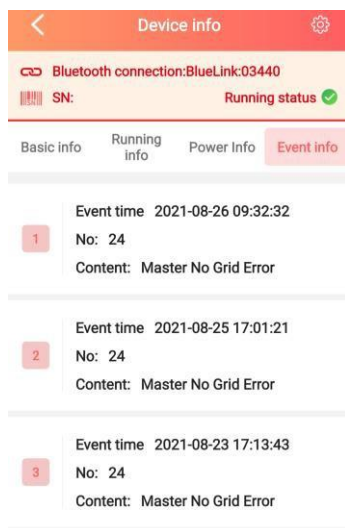 Device info
Bluetooth connection:BlueLink:03440
SN: Running status
Basic info Running info Power Info Event info
Event time 2021-08-26 09:32:32
1
No: 24
Content: Master No Grid Error
Event time 2021-08-25 17:01:21
2
No: 24
Content: Master No Grid Error
Event time 2021-08-23 17:13:43
3
No: 24
Content: Master No Grid Error